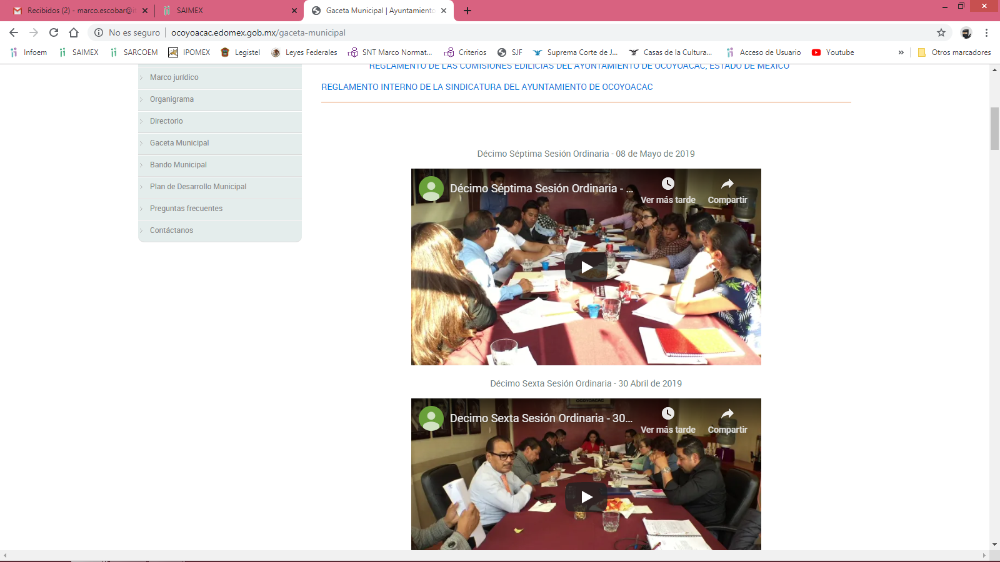 Recibidos (2) - marco.escobar@i
SAIMEX
Gaceta Municipal | Ayuntamiento
No es seguro
ocoyoacac.edomex.gob.mx/gaceta-municipal
Infoem
SAIMEX
SARCOEM
IPOMEX
Legistel
Leyes Federales
SNT Marco Normat...
Criterios
SJF
Suprema Corte de J...
Casas de la Cultura...
Acceso de Usuario
Youtube
»
Otros marcadores
REGLAMENTO DE LAS COMISIONES EDILICIAS DEL AYUNTAMIENTO DE OCOYOACAC, ESTADO DE MÉXICO
REGLAMENTO INTERNO DE LA SINDICATURA DEL AYUNTAMIENTO DE OCOYOACAC
Marco jurídico
Organigrama
Directorio
Gaceta Municipal
Bando Municipal
Plan de Desarrollo Municipal
Preguntas frecuentes
Contáctanos
Décimo Séptima Sesión Ordinaria - 08 de Mayo de 2019
Décimo Séptima Sesión Ordinaria - ...
Ver más tarde
Compartir
Décimo Sexta Sesión Ordinaria - 30 Abril de 2019
OCOYOACAC
Decimo Sexta Sesión Ordinaria - 30...
Ver más tarde
Compartir